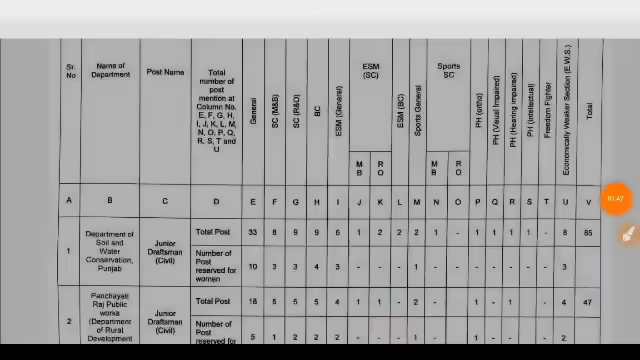 Sr. No | Name of Department | Post Name | Total number of post mention at Column No. E, F, G, H, I, J, K, L, M, N, O, P, Q, R, S, T and U | General | SC (M&B) | SC (R&O) | BC | ESM (General) | ESM (SC) MB | ESM (SC) RO | ESM (BC) | Sports General | Sports SC MB | Sports SC RO | PH (ortho) | PH (Visual Impaired) | PH (Hearing impaired) | PH (Intellectual) | Freedom Fighter | Economically Weaker Section (E.W.S.) | Total
A | B | C | D | E | F | G | H | I | J | K | L | M | N | O | P | Q | R | S | T | U | V
1 | Department of Soil and Water Conservation, Punjab | Junior Draftsman (Civil) | Total Post | 33 | 8 | 9 | 9 | 6 | 1 | 2 | 2 | 2 | 1 | - | 1 | 1 | 1 | 1 | - | 8 | 85
Number of Post reserved for women | 10 | 3 | 3 | 4 | 3 | - | - | - | 1 | - | - | - | - | - | - | - | 3
2 | Panchayati Raj Public works (Department of Rural Development | Junior Draftsman (Civil) | Total Post | 18 | 5 | 5 | 5 | 4 | 1 | 1 | - | 2 | | | 1 | - | 1 | - | - | 4 | 47
Number of Post reserved | 5 | 1 | 2 | 2 | 2 | - | - | - | 1 | - | - | 1 | - | - | - | - | 2
01:47